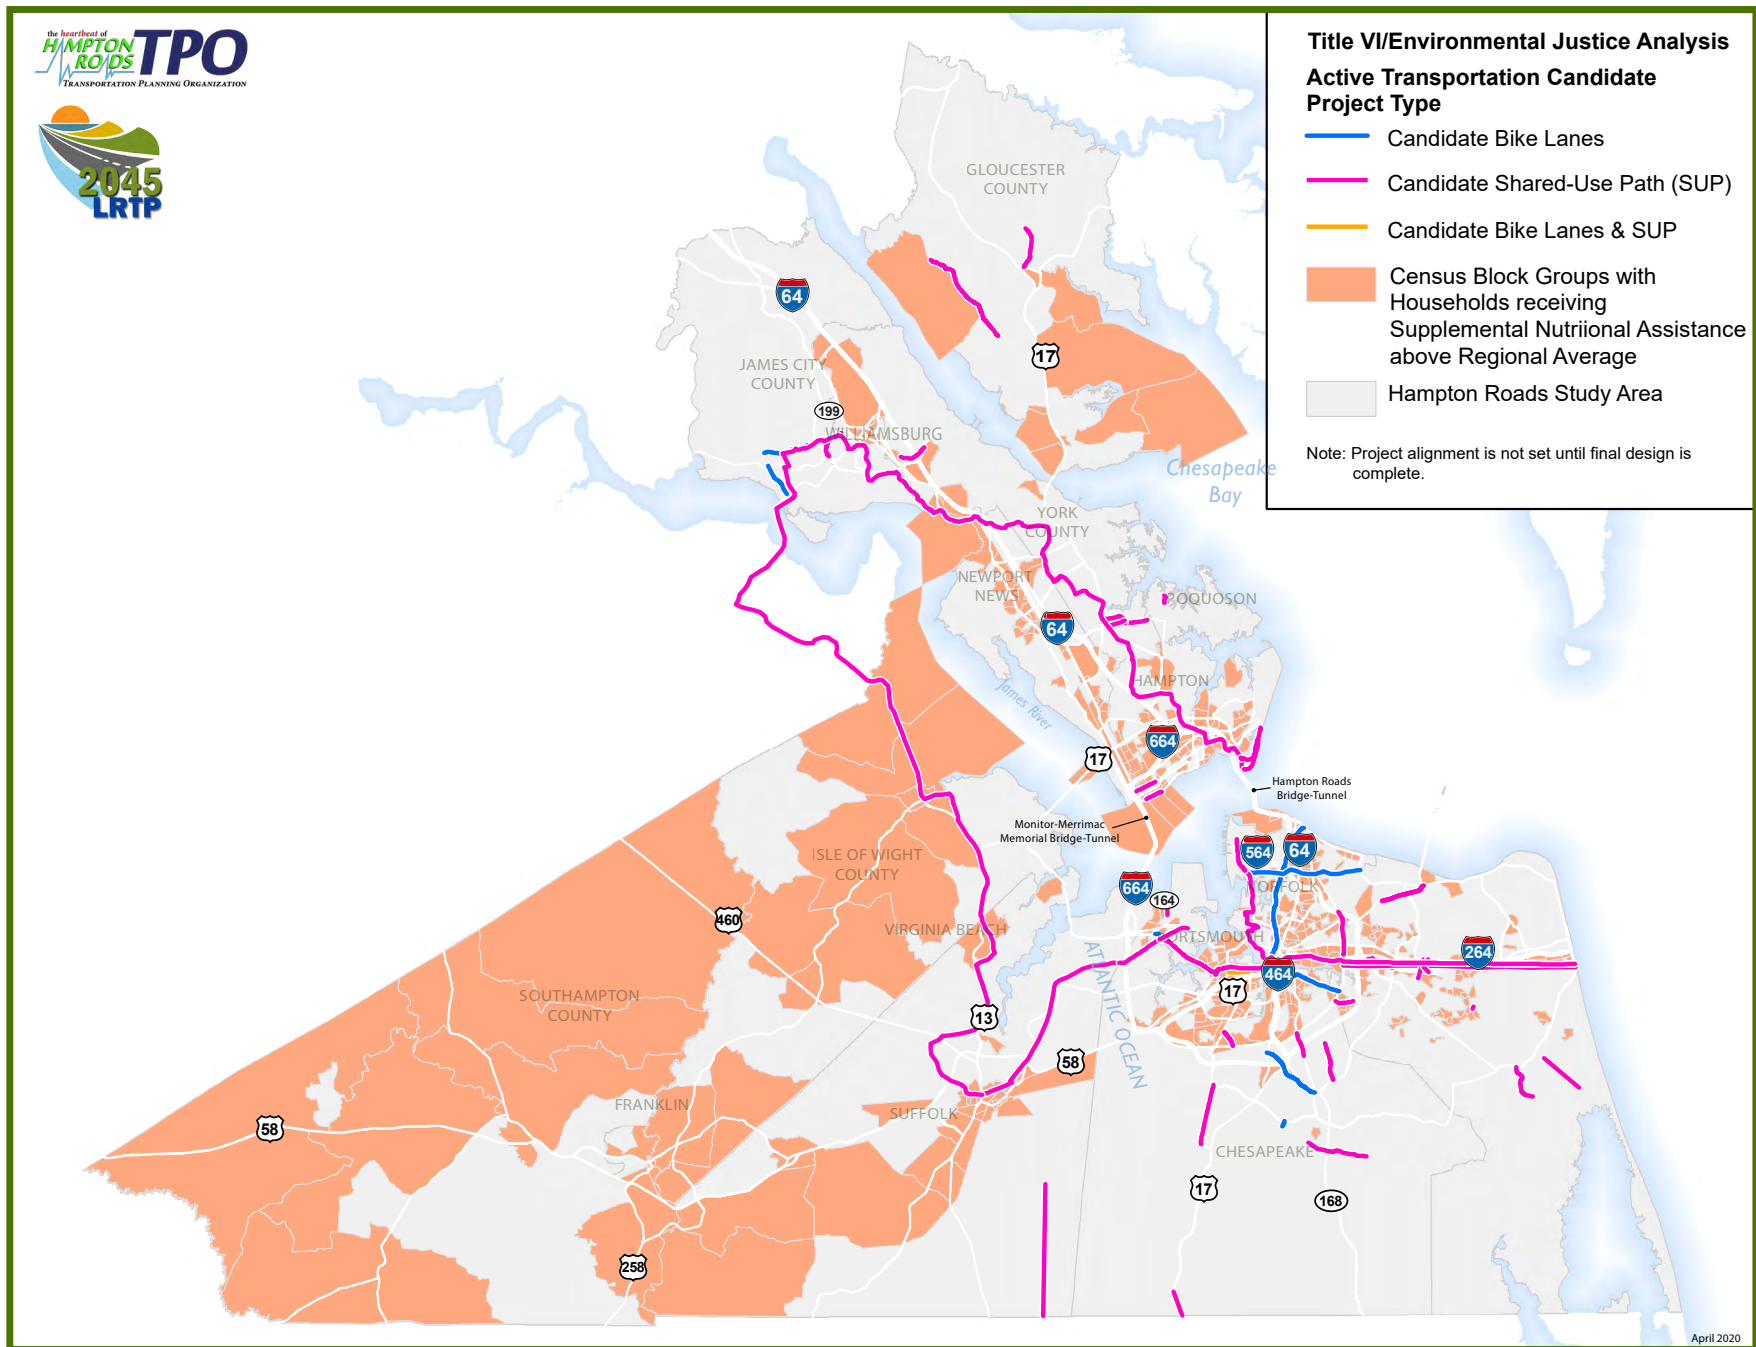 the heartbeat of
HAMPTON
ROADS
TPO
TRANSPORTATION PLANNING ORGANIZATION
2045
LRTP
Title VI/Environmental Justice Analysis
Active Transportation Candidate
Project Type
Candidate Bike Lanes
Candidate Shared-Use Path (SUP)
Candidate Bike Lanes & SUP
Census Block Groups with
Households receiving
Supplemental Nutriional Assistance
above Regional Average
Hampton Roads Study Area
Note: Project alignment is not set until final design is
complete.
GLOUCESTER
COUNTY
64
17
JAMES CITY
COUNTY
199
WILLIAMSBURG
Chesapeake
Bay
YORK
COUNTY
NEWPORT
NEWS
POQUOSON
64
HAMPTON
James River
664
17
Hampton Roads
Bridge-Tunnel
Monitor-Merrimac
Memorial Bridge-Tunnel
564
64
ISLE OF WIGHT
COUNTY
664
164
NORFOLK
460
VIRGINIA BEACH
PORTSMOUTH
264
464
17
ATLANTIC OCEAN
SOUTHAMPTON
COUNTY
13
58
FRANKLIN
SUFFOLK
58
CHESAPEAKE
17
168
258
April 2020